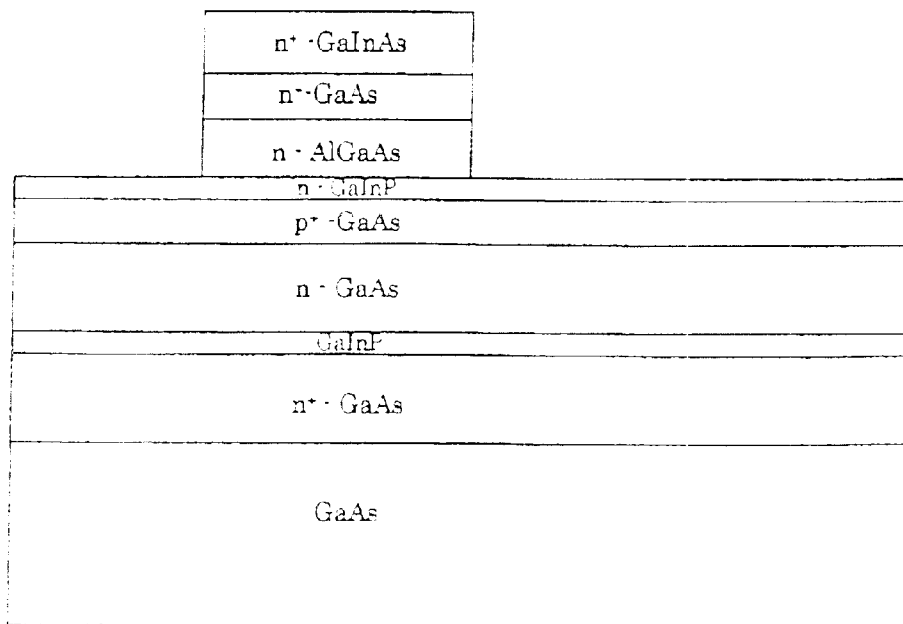 n⁺ - GaInAs
n⁻-GaAs
n - AlGaAs
n - GaInP
p⁺ - GaAs
n - GaAs
GaInP
n⁺ - GaAs
GaAs